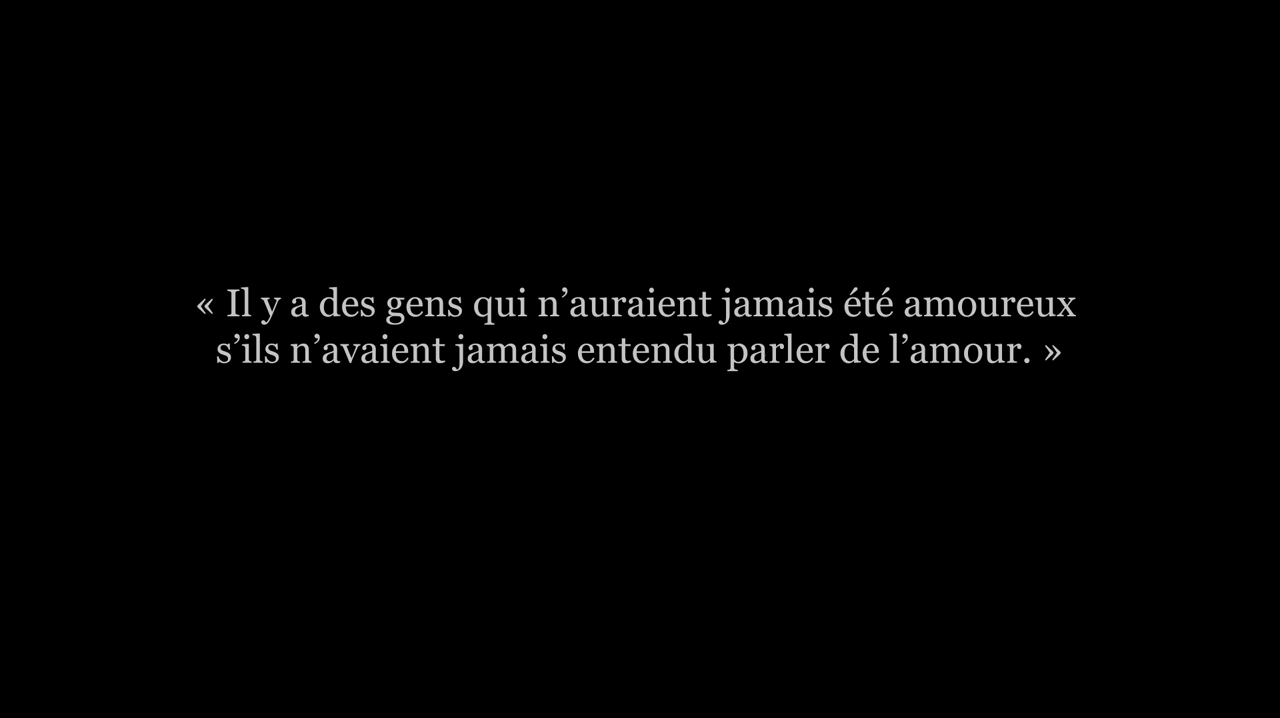 « Il y a des gens qui n’auraient jamais été amoureux
s’ils n’avaient jamais entendu parler de l’amour. »